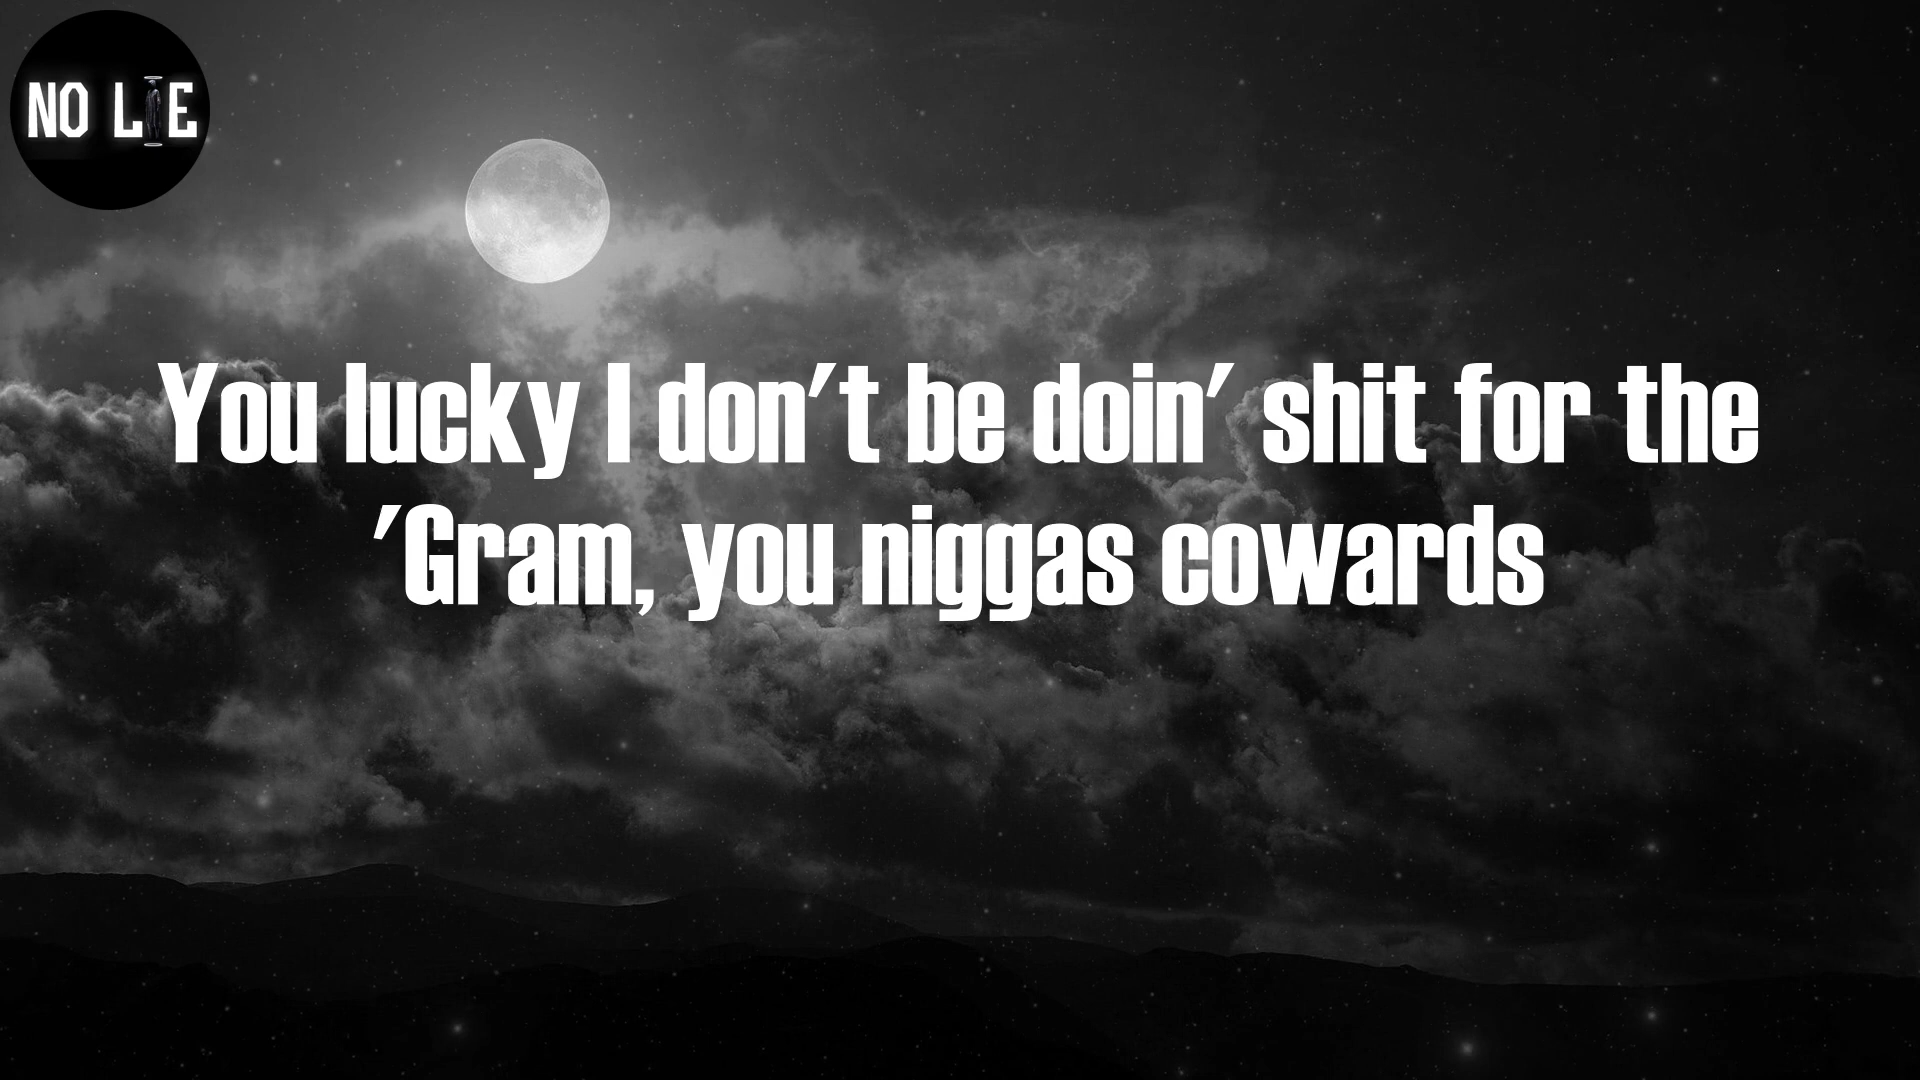 NO LIE
You lucky I don't be doin' shit for the
'Gram, you niggas cowards